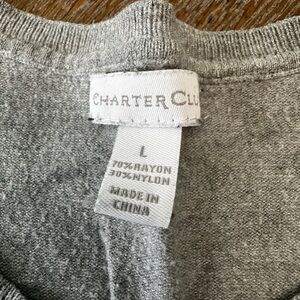 CHARTER CLU
L
70% RAYON
30% NYLON
MADE IN
CHINA